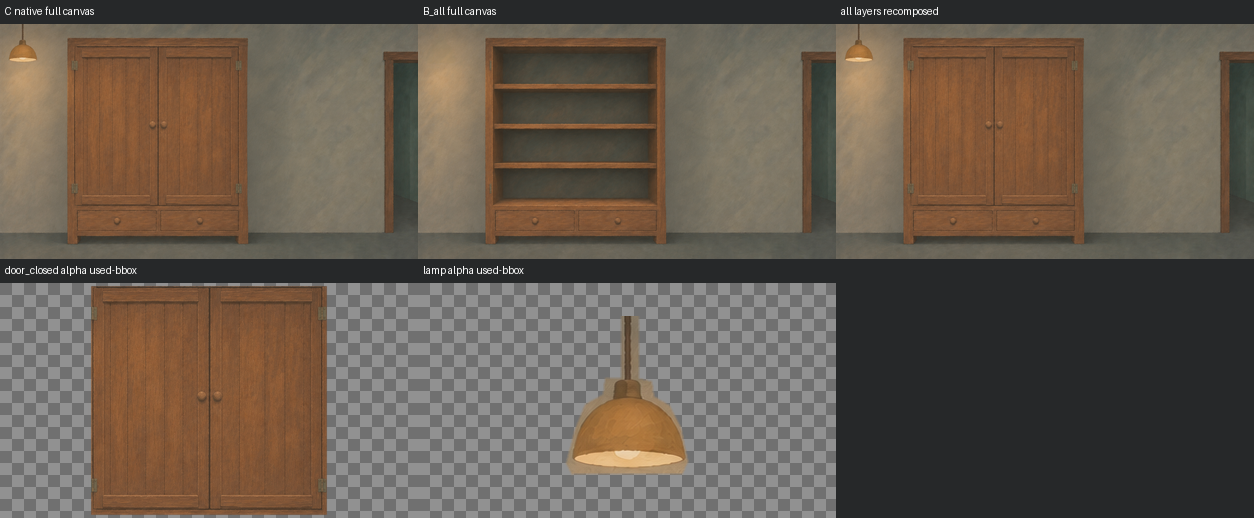 C native full canvas
B_all full canvas
all layers recomposed
door_closed alpha used-bbox
lamp alpha used-bbox